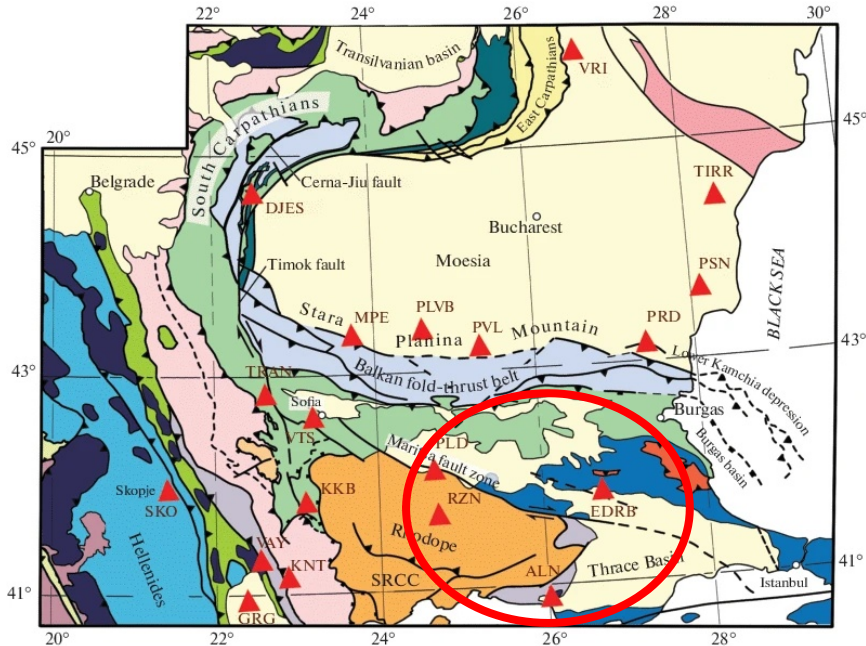 22°
24°
26°
28°
30°
Transilvanian basin
VRI
East Carpathians
South Carpathians
45°
20°
45°
Belgrade
Cerna-Jiu fault
TIRR
DJES
Bucharest
Moesia
PSN
BLACK SEA
Timok fault
Stara
MPE
PLVB
PVL
Mountain
PRD
Planina
Lower Kamchia depression
43°
43°
TRAN
Balkan fold-thrust belt
Sofia
Burgas
VTS
PLD
Burgas basin
Marica fault zone
Skopje
SKO
KKB
RZN
EDRB
Rhodope
Hellenides
VAY
KNT
SRCC
ALN
Thrace Basin
Istanbul
41°
41°
GRG
20°
22°
24°
26°
28°